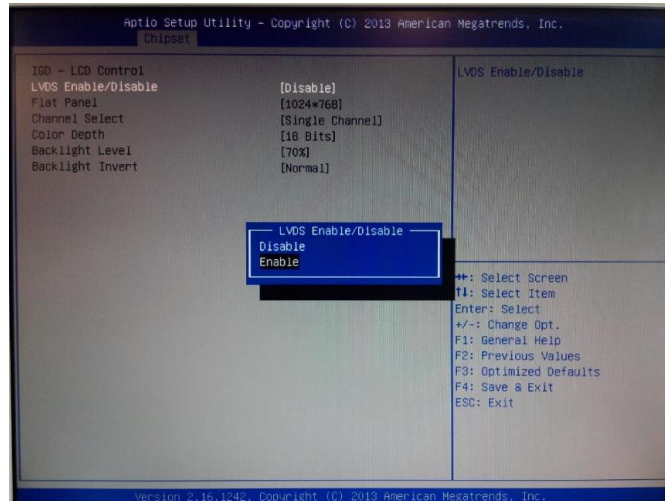 Aptio Setup Utility – Copyright (C) 2013 American Megatrends, Inc.
Chipset
IGD – LCD Control
LVDS Enable/Disable [Disable]
Flat Panel [1024*768]
Channel Select [Single Channel]
Color Depth [18 Bits]
Backlight Level [70%]
Backlight Invert [Normal]
LVDS Enable/Disable
LVDS Enable/Disable
Disable
Enable
→←: Select Screen
↑↓: Select Item
Enter: Select
+/-: Change Opt.
F1: General Help
F2: Previous Values
F3: Optimized Defaults
F4: Save & Exit
ESC: Exit
Version 2.16.1242. Copyright (C) 2013 American Megatrends, Inc.